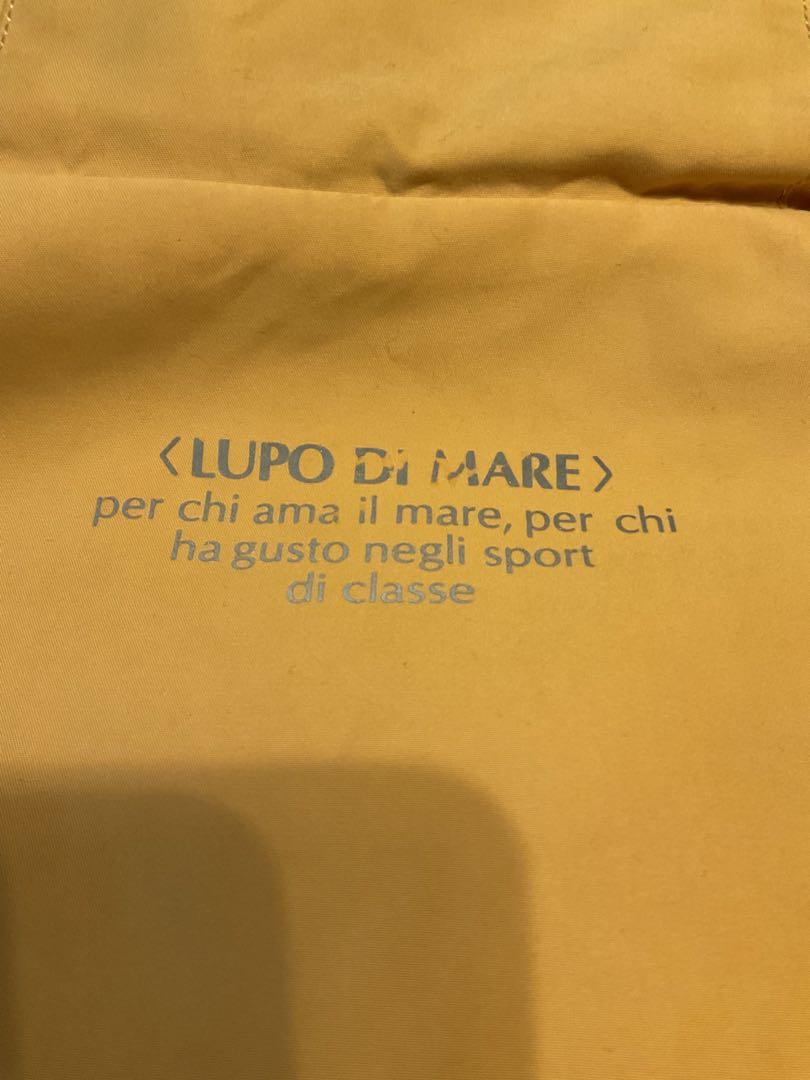 <LUPO DI MARE>
per chi ama il mare, per chi
ha gusto negli sport
di classe